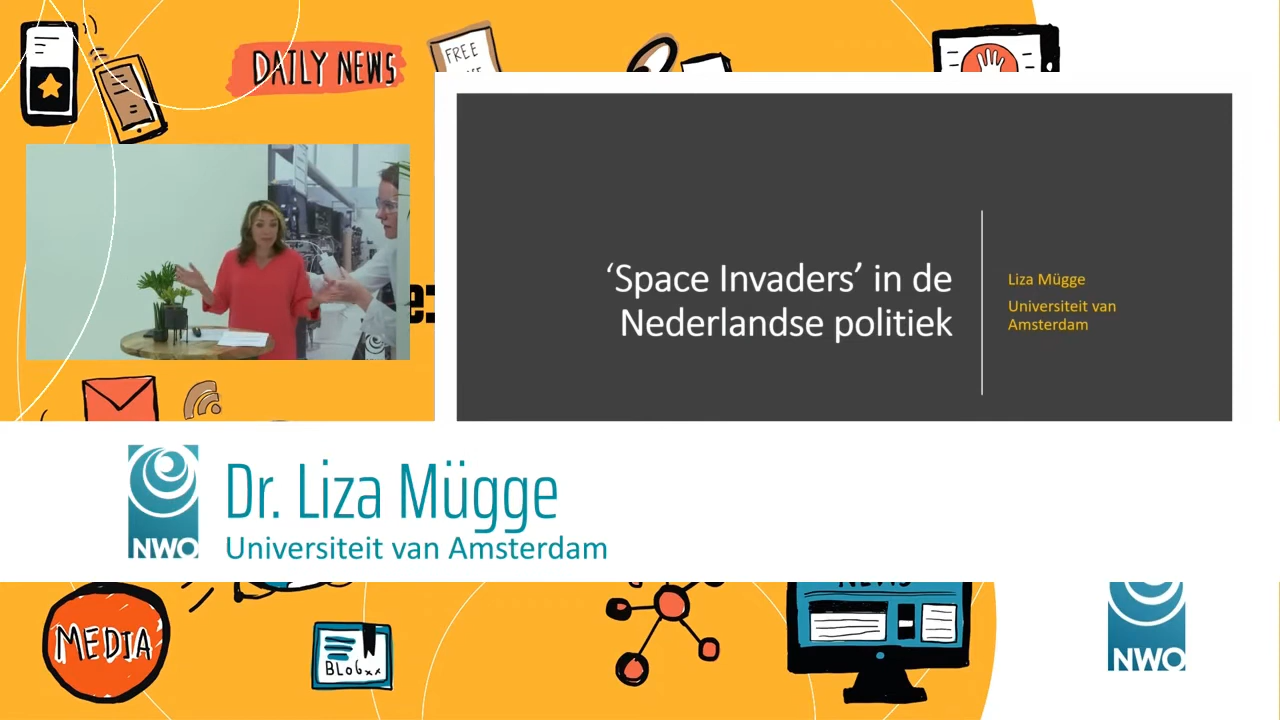 DAILY NEWS
FREE
'Space Invaders' in de
Nederlandse politiek
Liza Mügge
Universiteit van
Amsterdam
NWO
Dr. Liza Mügge
Universiteit van Amsterdam
MEDIA
BLOGxx
NEWS
NWO